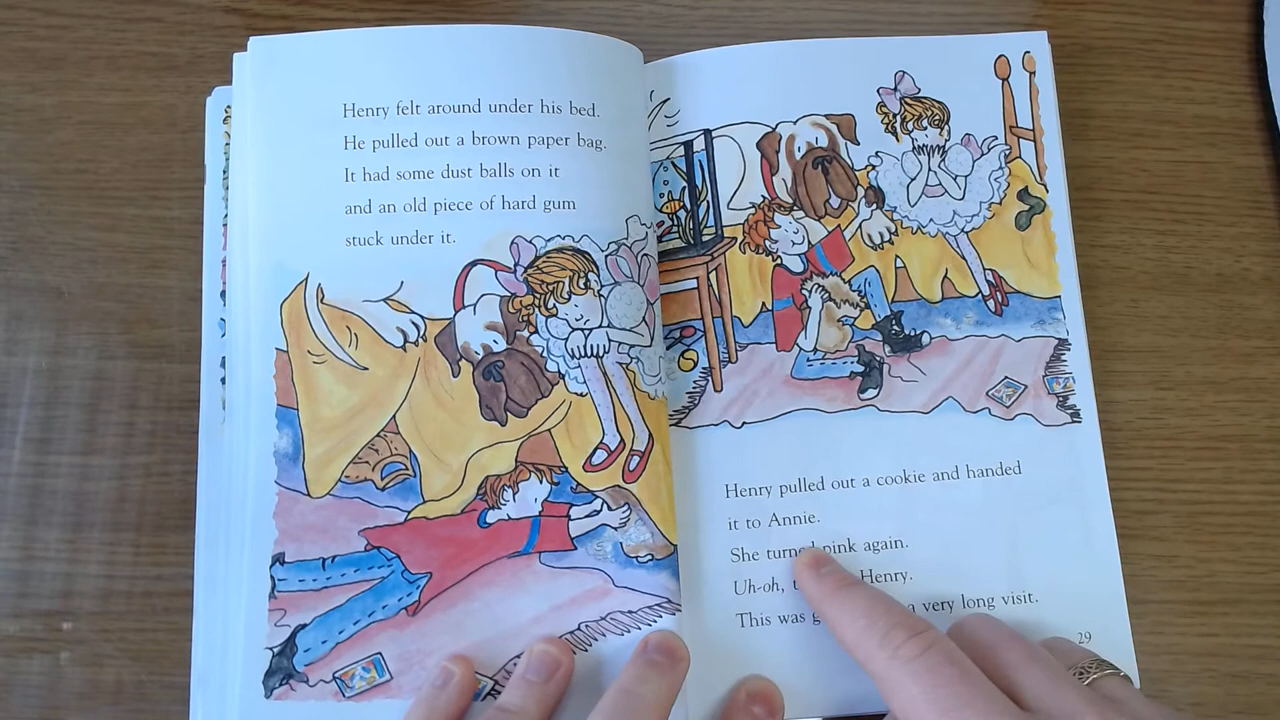 Henry felt around under his bed.
He pulled out a brown paper bag.
It had some dust balls on it
and an old piece of hard gum
stuck under it.
Henry pulled out a cookie and handed
it to Annie.
She turned pink again.
Uh-oh, Henry.
This was a very long visit.
29